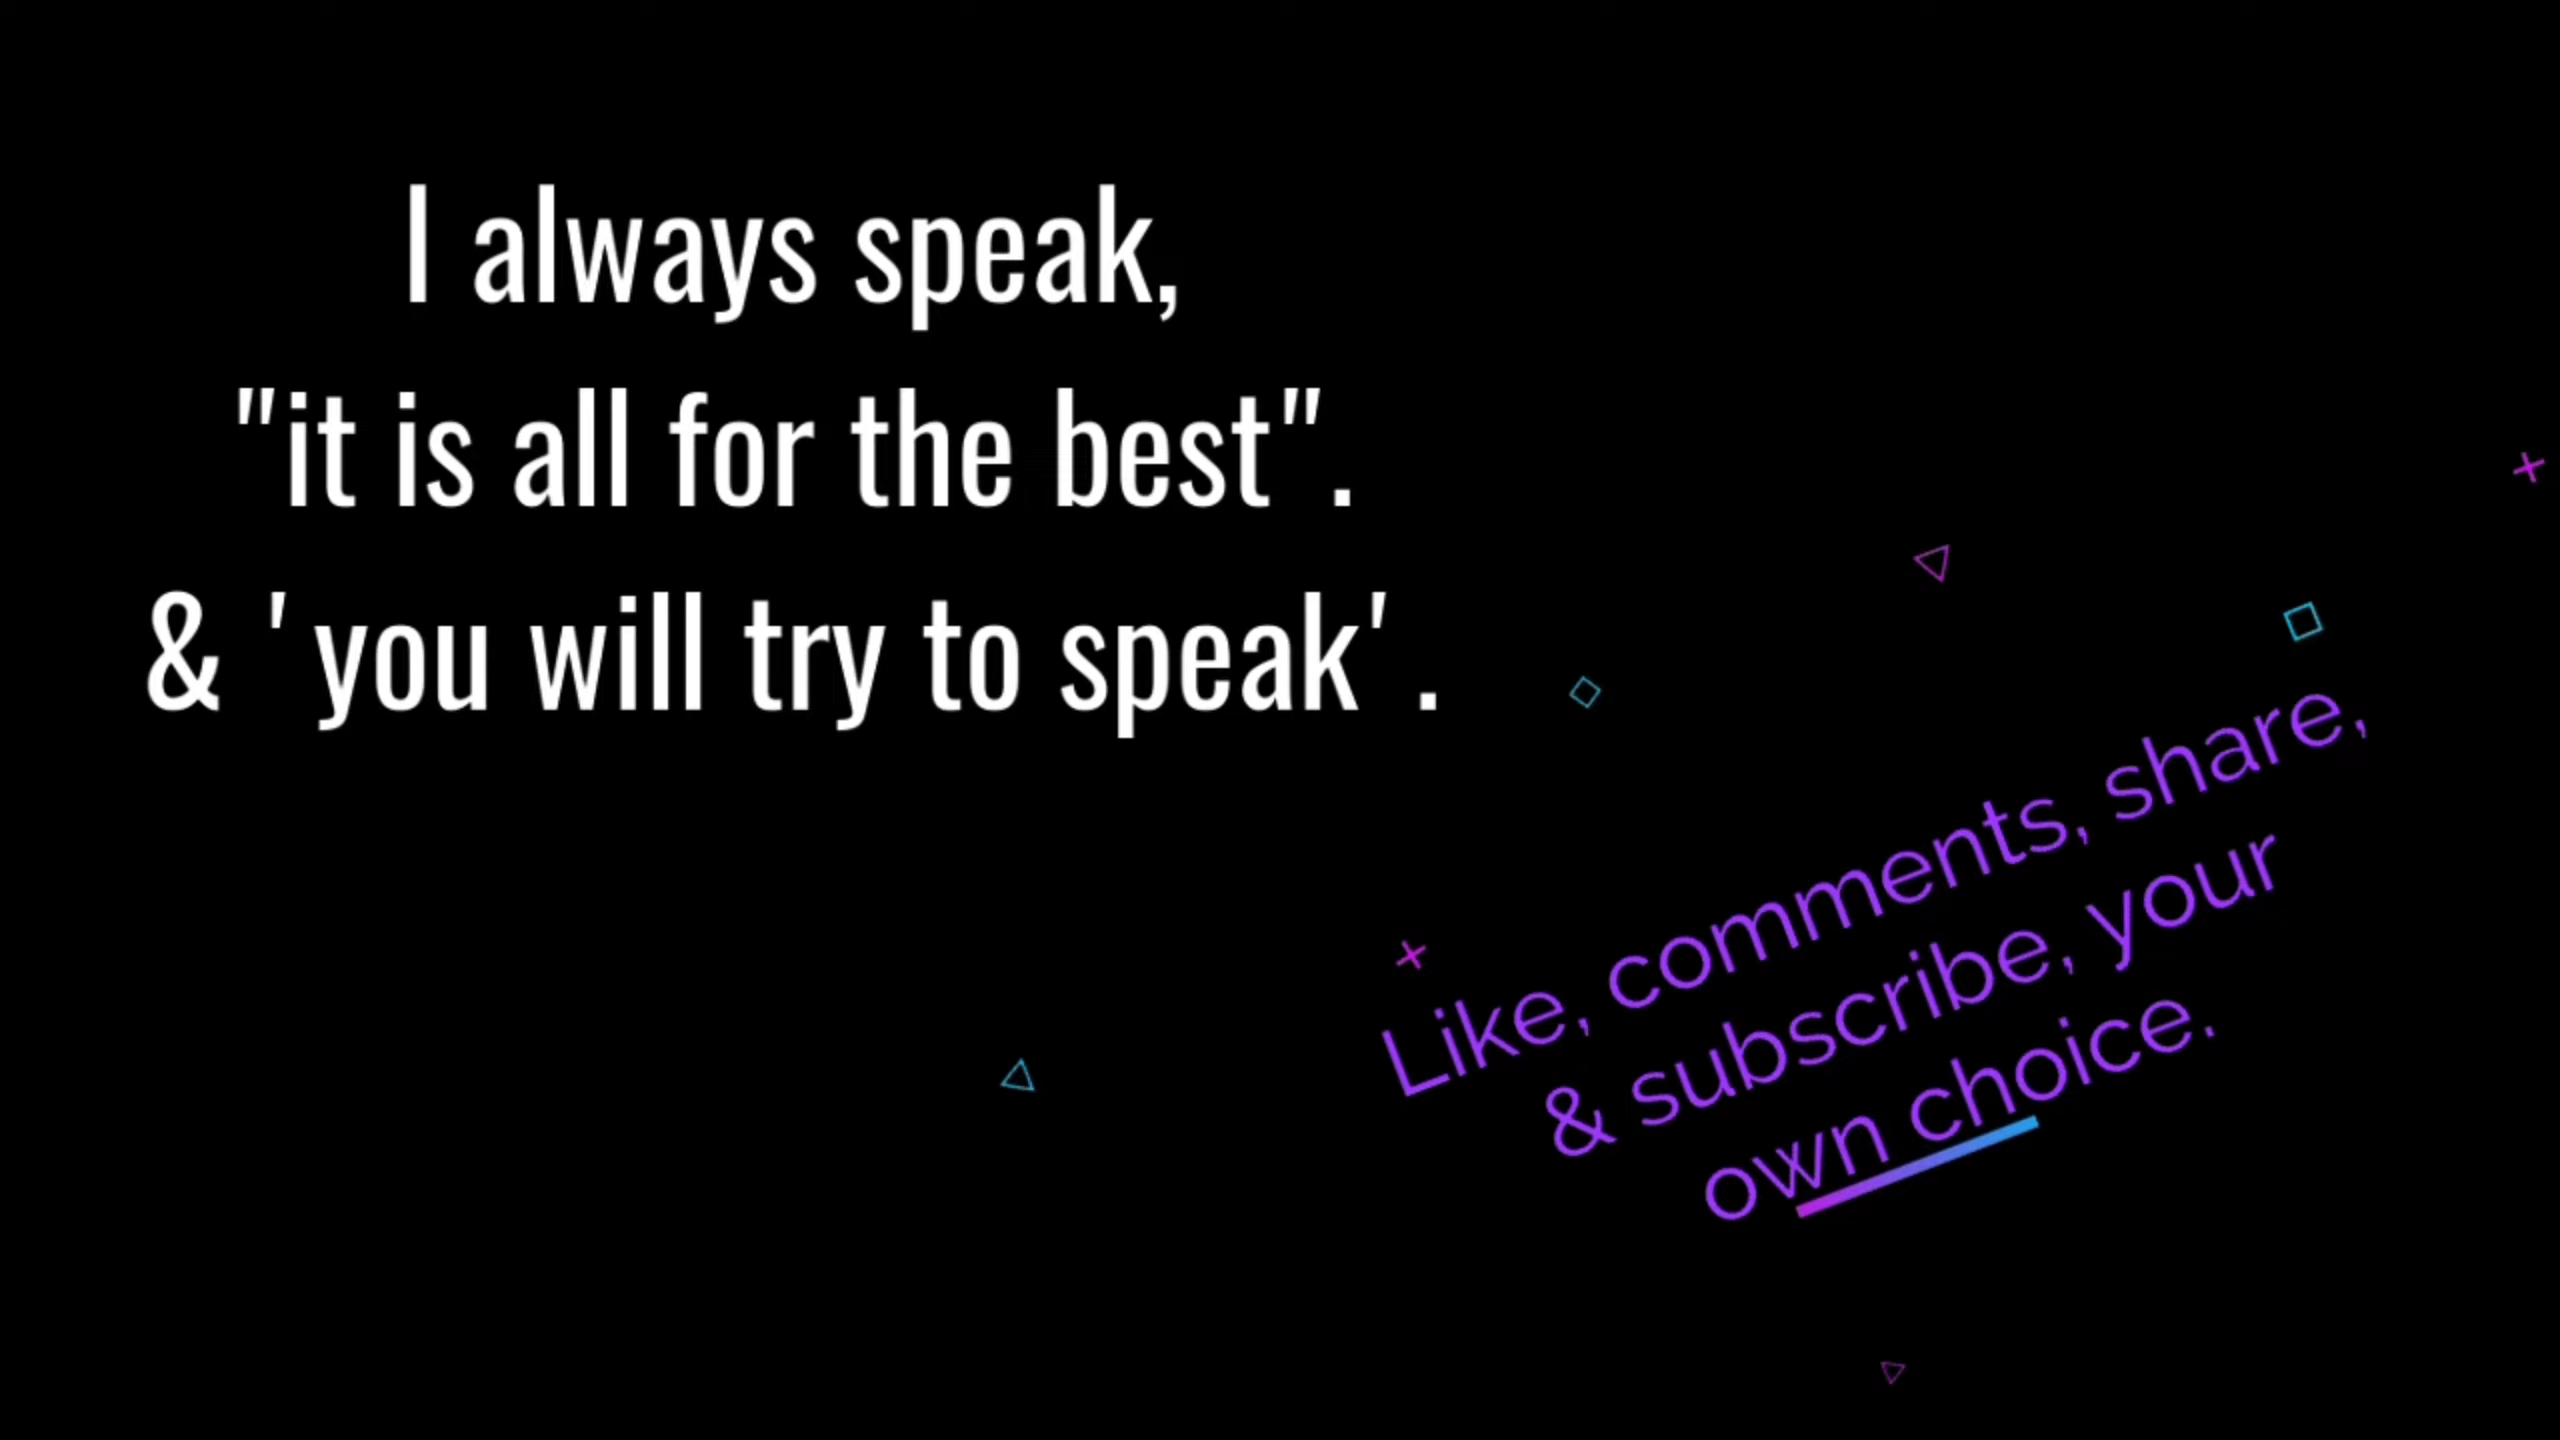 I always speak,
"it is all for the best".
& 'you will try to speak'.
Like, comments, share,
& subscribe, your
own choice.